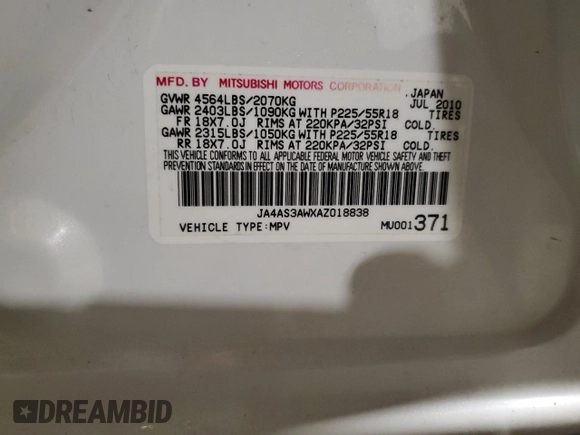 MFD. BY MITSUBISHI MOTORS CORPORATION .JAPAN
GVWR 4564LBS/2070KG JUL 2010
GAWR 2403LBS/1090KG WITH P225/55R18 TIRES
FR 18X7.0J RIMS AT 220KPA/32PSI COLD.
GAWR 2315LBS/1050KG WITH P225/55R18 TIRES
RR 18X7.0J RIMS AT 220KPA/32PSI COLD.
THIS VEHICLE CONFORMS TO ALL APPLICABLE FEDERAL MOTOR VEHICLE SAFETY AND THEFT
PREVENTION STANDARDS IN EFFECT ON THE DATE OF MANUFACTURE SHOWN ABOVE.
JA4AS3AWXAZ018838
VEHICLE TYPE:MPV MU001371
DREAMBID